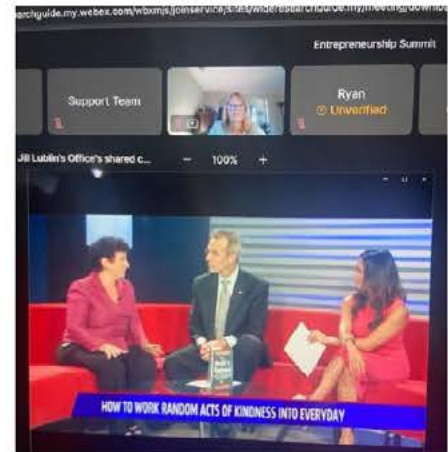 Entrepreneurship Summit
Support Team
Ryan
Unverified
Jill Lublin's Office's shared c...
100%
HOW TO WORK RANDOM ACTS OF KINDNESS INTO EVERYDAY